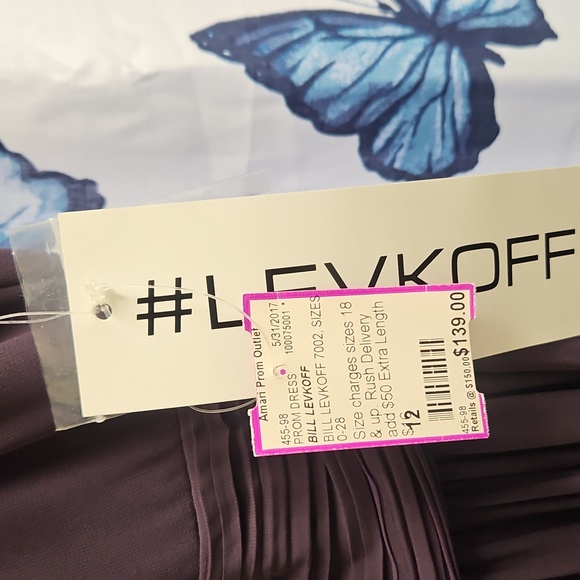 #LEVKOFF
Amari Prom Outlet
5/31/2017
455-98
100075001
PROM DRESS
BILL LEVKOFF
BILL LEVKOFF 7002, SIZES
0-28
Size charges sizes 18
& up Rush Delivery
add $50 Extra Length
$
12
455-98
Retails @ $150.00
$139.00